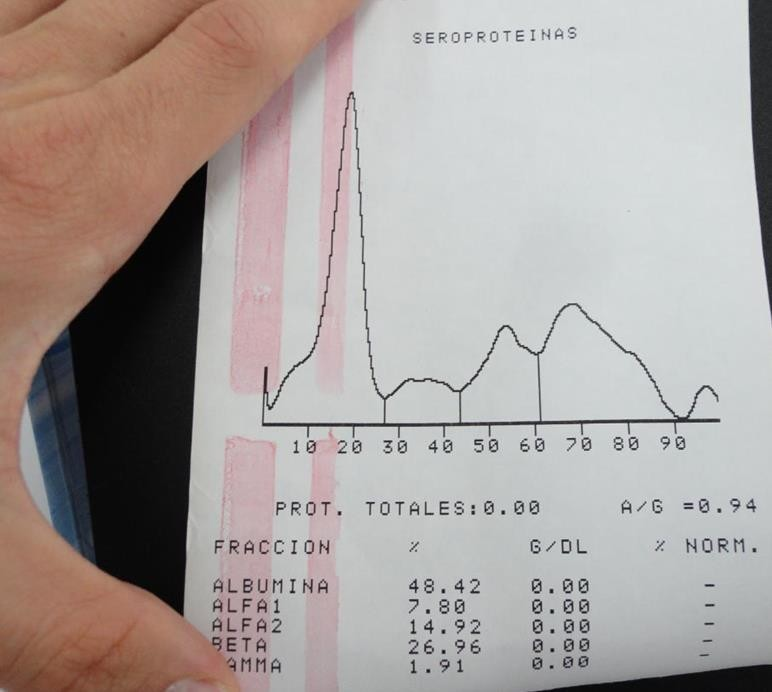 SEROPROTEINAS
10 20 30 40 50 60 70 80 90
PROT. TOTALES:0.00 A/G =0.94
FRACCION % G/DL % NORM.
ALBUMINA 48.42 0.00 -
ALFA1 7.80 0.00 -
ALFA2 14.92 0.00 -
BETA 26.96 0.00 -
AMMA 1.91 0.00 -